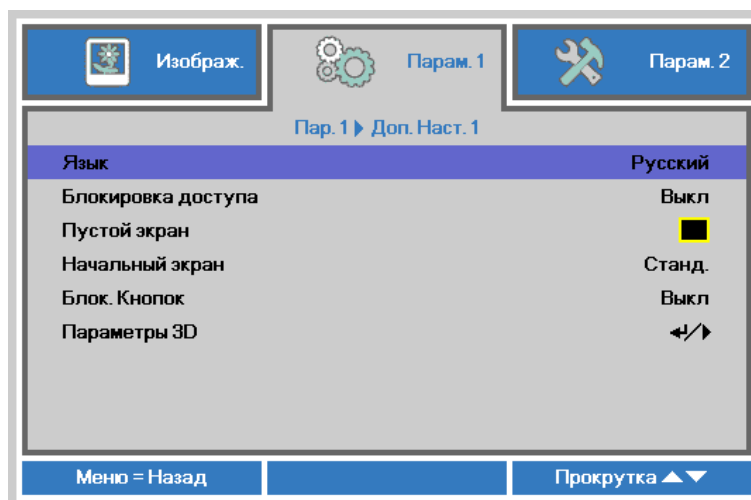 Изображ.
Парам. 1
Парам. 2
Пар. 1 ▶ Доп. Наст. 1
Язык Русский
Блокировка доступа Выкл
Пустой экран
Начальный экран Станд.
Блок. Кнопок Выкл
Параметры 3D ↵/▶
Меню = Назад
Прокрутка ▲▼